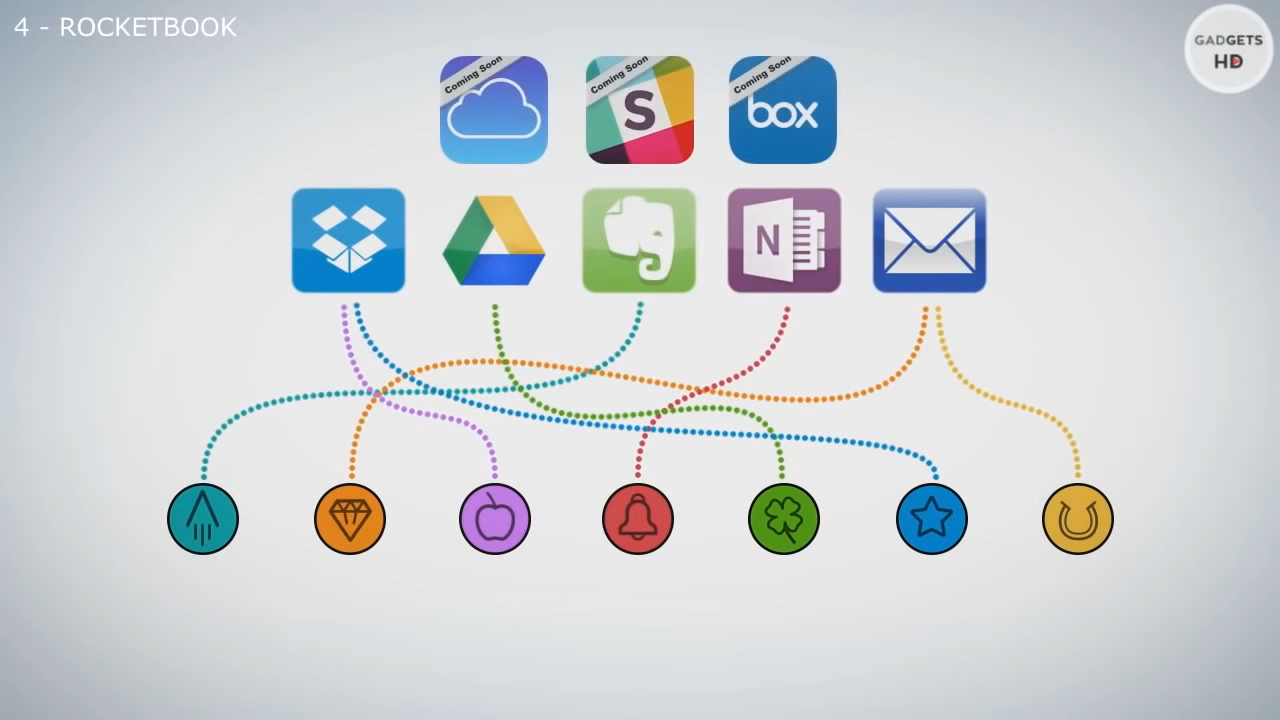 4 - ROCKETBOOK
GADGETS
HD
Coming Soon
Coming Soon
S
Coming Soon
box
N